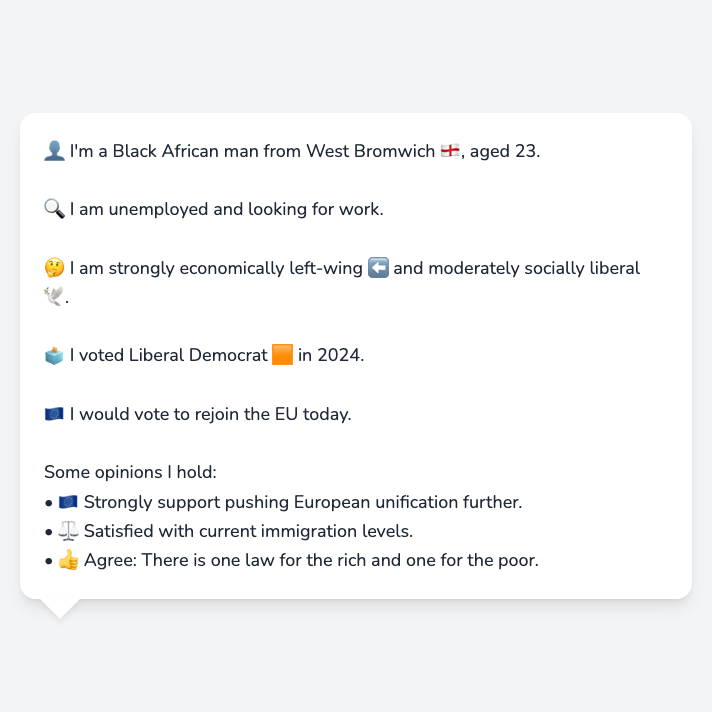 👤 I'm a Black African man from West Bromwich 🏴󠁧󠁢󠁥󠁮󠁧󠁿, aged 23.
🔍 I am unemployed and looking for work.
🤔 I am strongly economically left-wing ⬅️ and moderately socially liberal
🕊️.
🗳️ I voted Liberal Democrat 🟧 in 2024.
🇪🇺 I would vote to rejoin the EU today.
Some opinions I hold:
• 🇪🇺 Strongly support pushing European unification further.
• ⚖️ Satisfied with current immigration levels.
• 👍 Agree: There is one law for the rich and one for the poor.